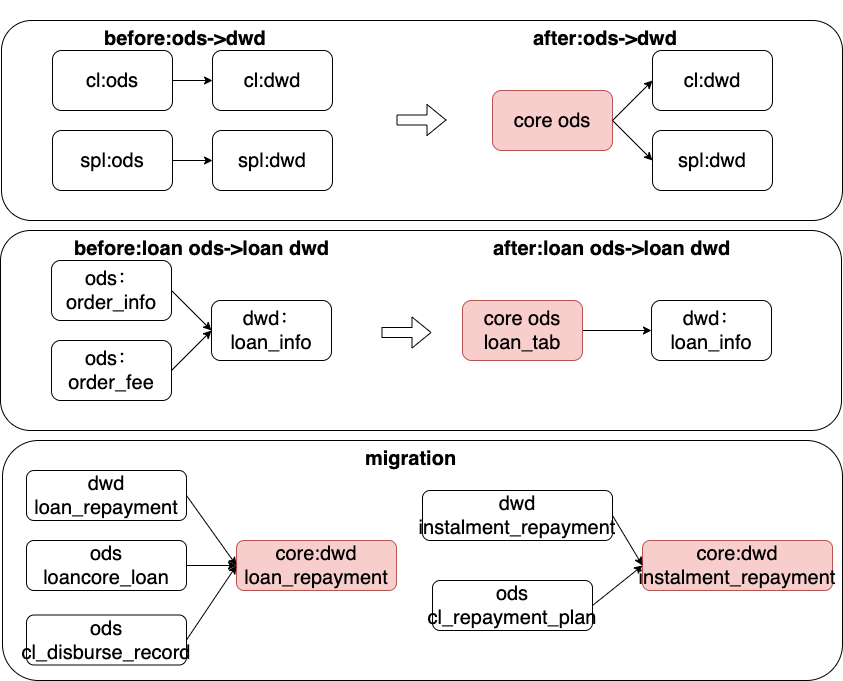 before:ods->dwd
after:ods->dwd
cl:ods
cl:dwd
spl:ods
spl:dwd
core ods
cl:dwd
spl:dwd
before:loan ods->loan dwd
after:loan ods->loan dwd
ods：
order_info
ods：
order_fee
dwd：
loan_info
core ods
loan_tab
dwd：
loan_info
migration
dwd
loan_repayment
ods
loancore_loan
ods
cl_disburse_record
core:dwd
loan_repayment
dwd
instalment_repayment
ods
cl_repayment_plan
core:dwd
instalment_repayment